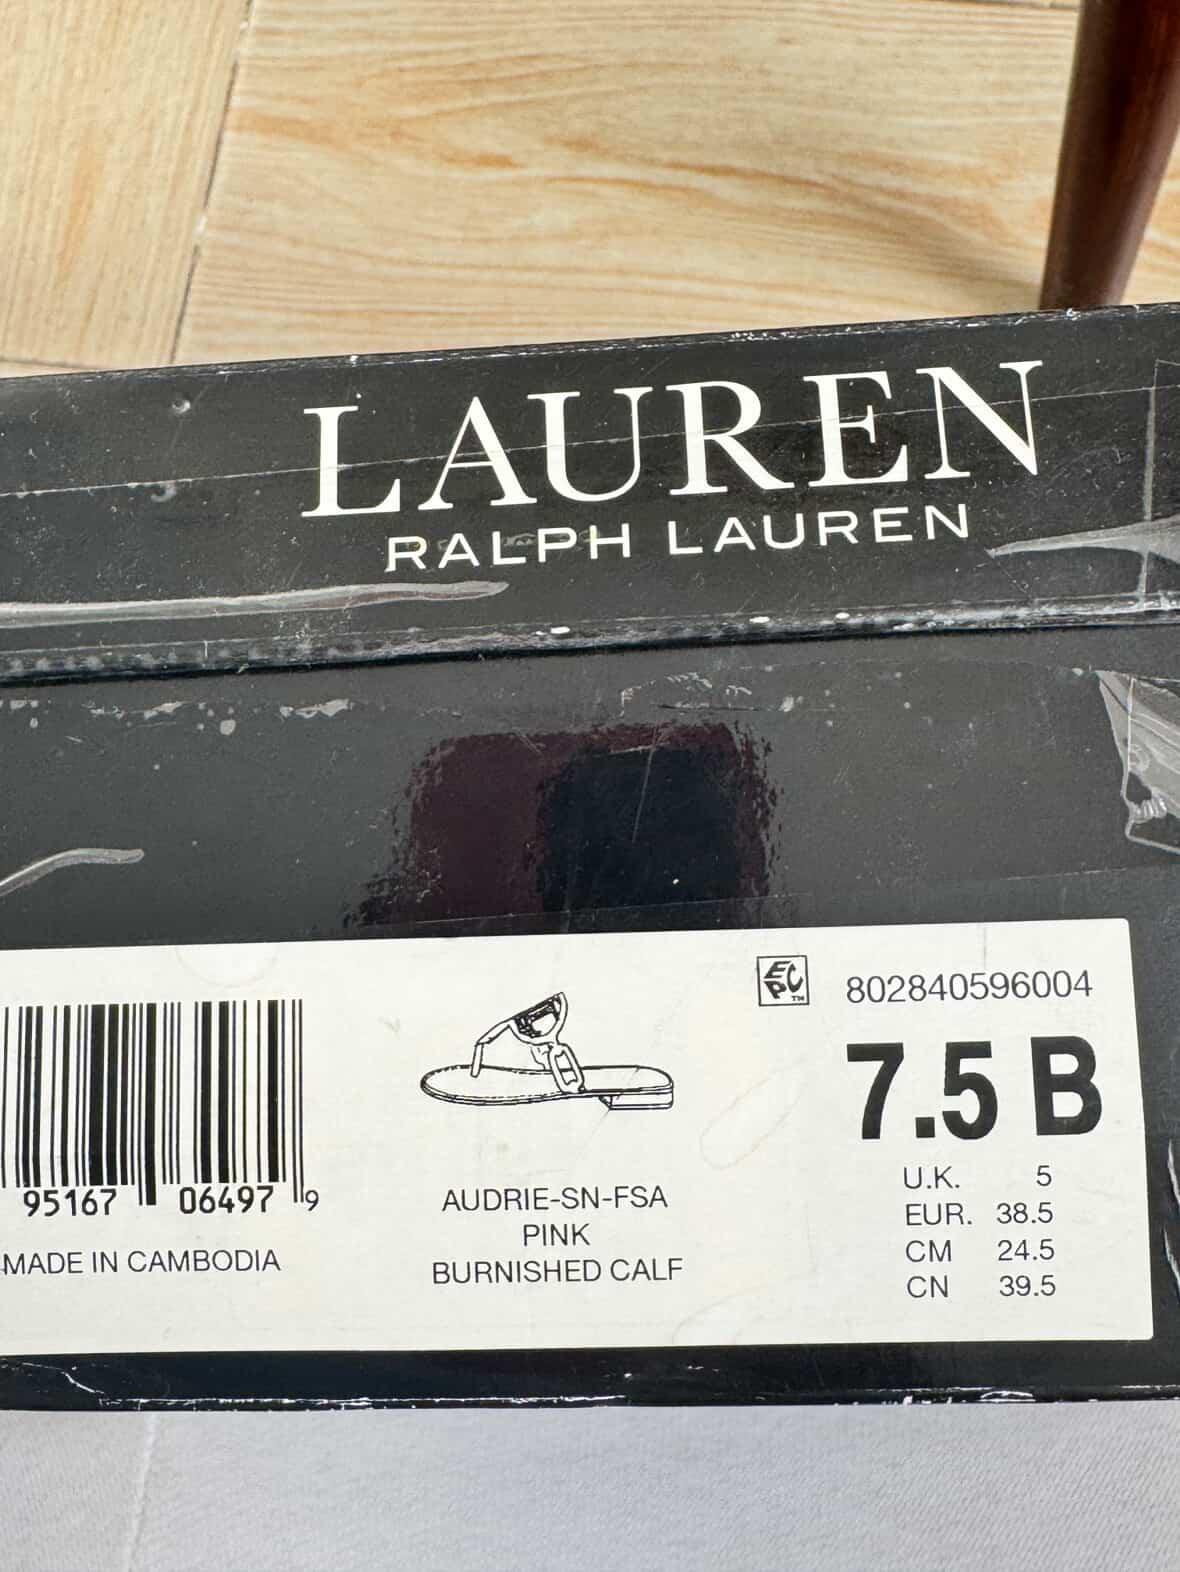 LAUREN
RALPH LAUREN
EPC™ 802840596004
7.5 B
U.K. 5
EUR. 38.5
CM 24.5
CN 39.5
AUDRIE-SN-FSA
PINK
BURNISHED CALF
95167 06497 9
MADE IN CAMBODIA